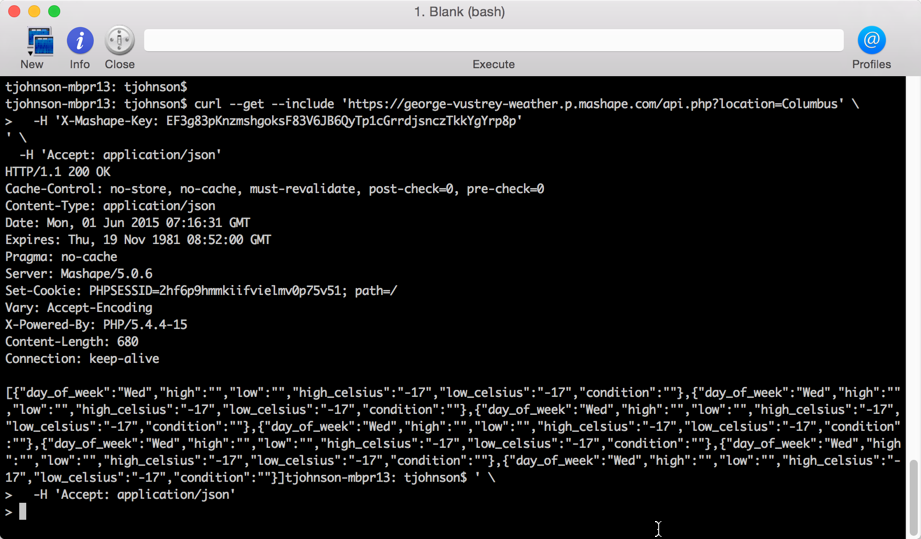 1. Blank (bash)
New Info Close Execute Profiles
tjohnson-mbpr13: tjohnson$
tjohnson-mbpr13: tjohnson$ curl --get --include 'https://george-vustrey-weather.p.mashape.com/api.php?location=Columbus' \
>   -H 'X-Mashape-Key: EF3g83pKnzmshgoksF83V6JB6QyTp1cGrrdjsnczTkkYgYrp8p'
' \
  -H 'Accept: application/json'
HTTP/1.1 200 OK
Cache-Control: no-store, no-cache, must-revalidate, post-check=0, pre-check=0
Content-Type: application/json
Date: Mon, 01 Jun 2015 07:16:31 GMT
Expires: Thu, 19 Nov 1981 08:52:00 GMT
Pragma: no-cache
Server: Mashape/5.0.6
Set-Cookie: PHPSESSID=2hf6p9hmmkiifvielmv0p75v51; path=/
Vary: Accept-Encoding
X-Powered-By: PHP/5.4.4-15
Content-Length: 680
Connection: keep-alive
[{"day_of_week":"Wed","high":"","low":"","high_celsius":"-17","low_celsius":"-17","condition":""},{"day_of_week":"Wed","high":""
,"low":"","high_celsius":"-17","low_celsius":"-17","condition":""},{"day_of_week":"Wed","high":"","low":"","high_celsius":"-17",
"low_celsius":"-17","condition":""},{"day_of_week":"Wed","high":"","low":"","high_celsius":"-17","low_celsius":"-17","condition"
:""},{"day_of_week":"Wed","high":"","low":"","high_celsius":"-17","low_celsius":"-17","condition":""},{"day_of_week":"Wed","high
":"","low":"","high_celsius":"-17","low_celsius":"-17","condition":""},{"day_of_week":"Wed","high":"","low":"","high_celsius":"-
17","low_celsius":"-17","condition":""}]tjohnson-mbpr13: tjohnson$ ' \
>   -H 'Accept: application/json'
>